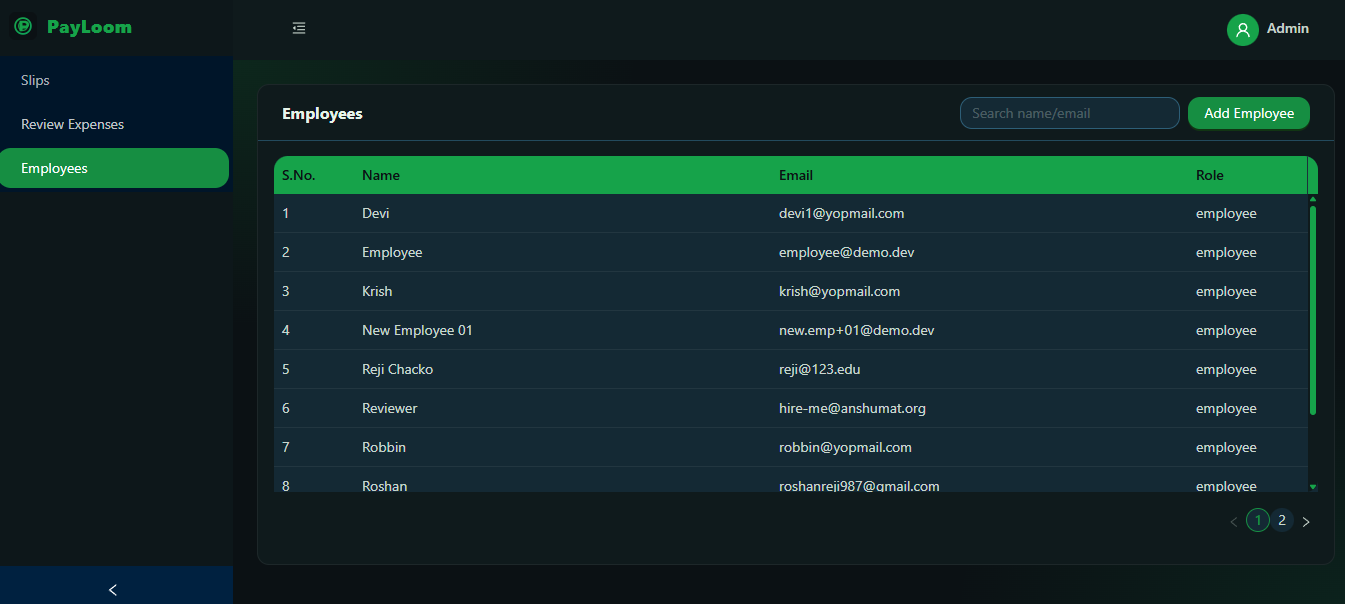 PayLoom
Admin
Slips
Review Expenses
Employees
Employees
Search name/email
Add Employee
S.No. Name Email Role
1 Devi devi1@yopmail.com employee
2 Employee employee@demo.dev employee
3 Krish krish@yopmail.com employee
4 New Employee 01 new.emp+01@demo.dev employee
5 Reji Chacko reji@123.edu employee
6 Reviewer hire-me@anshumat.org employee
7 Robbin robbin@yopmail.com employee
8 Roshan roshanreji987@gmail.com employee
< 1 2 >
<